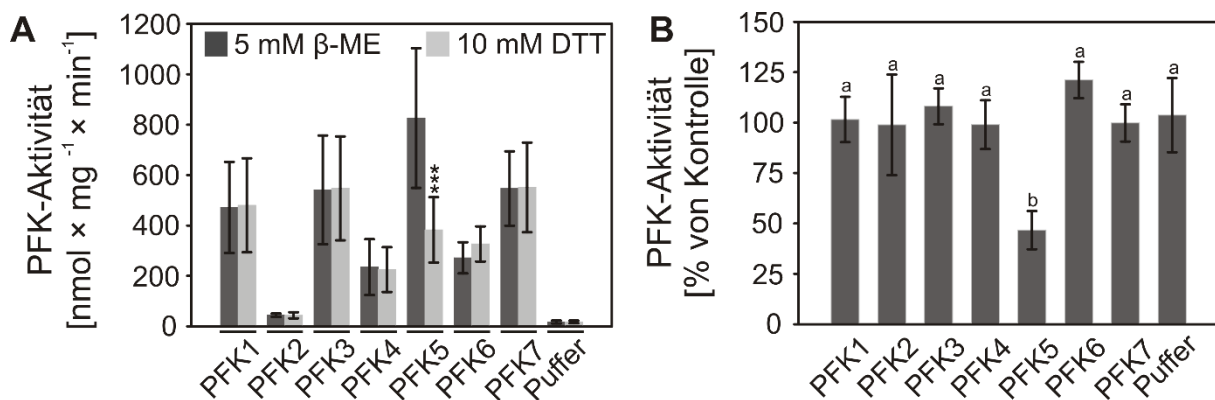 A
PFK-Aktivität
[nmol × mg ⁻¹ × min⁻¹]
1200
1000
800
600
400
200
0
5 mM β-ME
10 mM DTT
***
PFK1
PFK2
PFK3
PFK4
PFK5
PFK6
PFK7
Puffer
B
PFK-Aktivität
[% von Kontrolle]
150
125
100
75
50
25
0
a
a
a
a
b
a
a
a
PFK1
PFK2
PFK3
PFK4
PFK5
PFK6
PFK7
Puffer